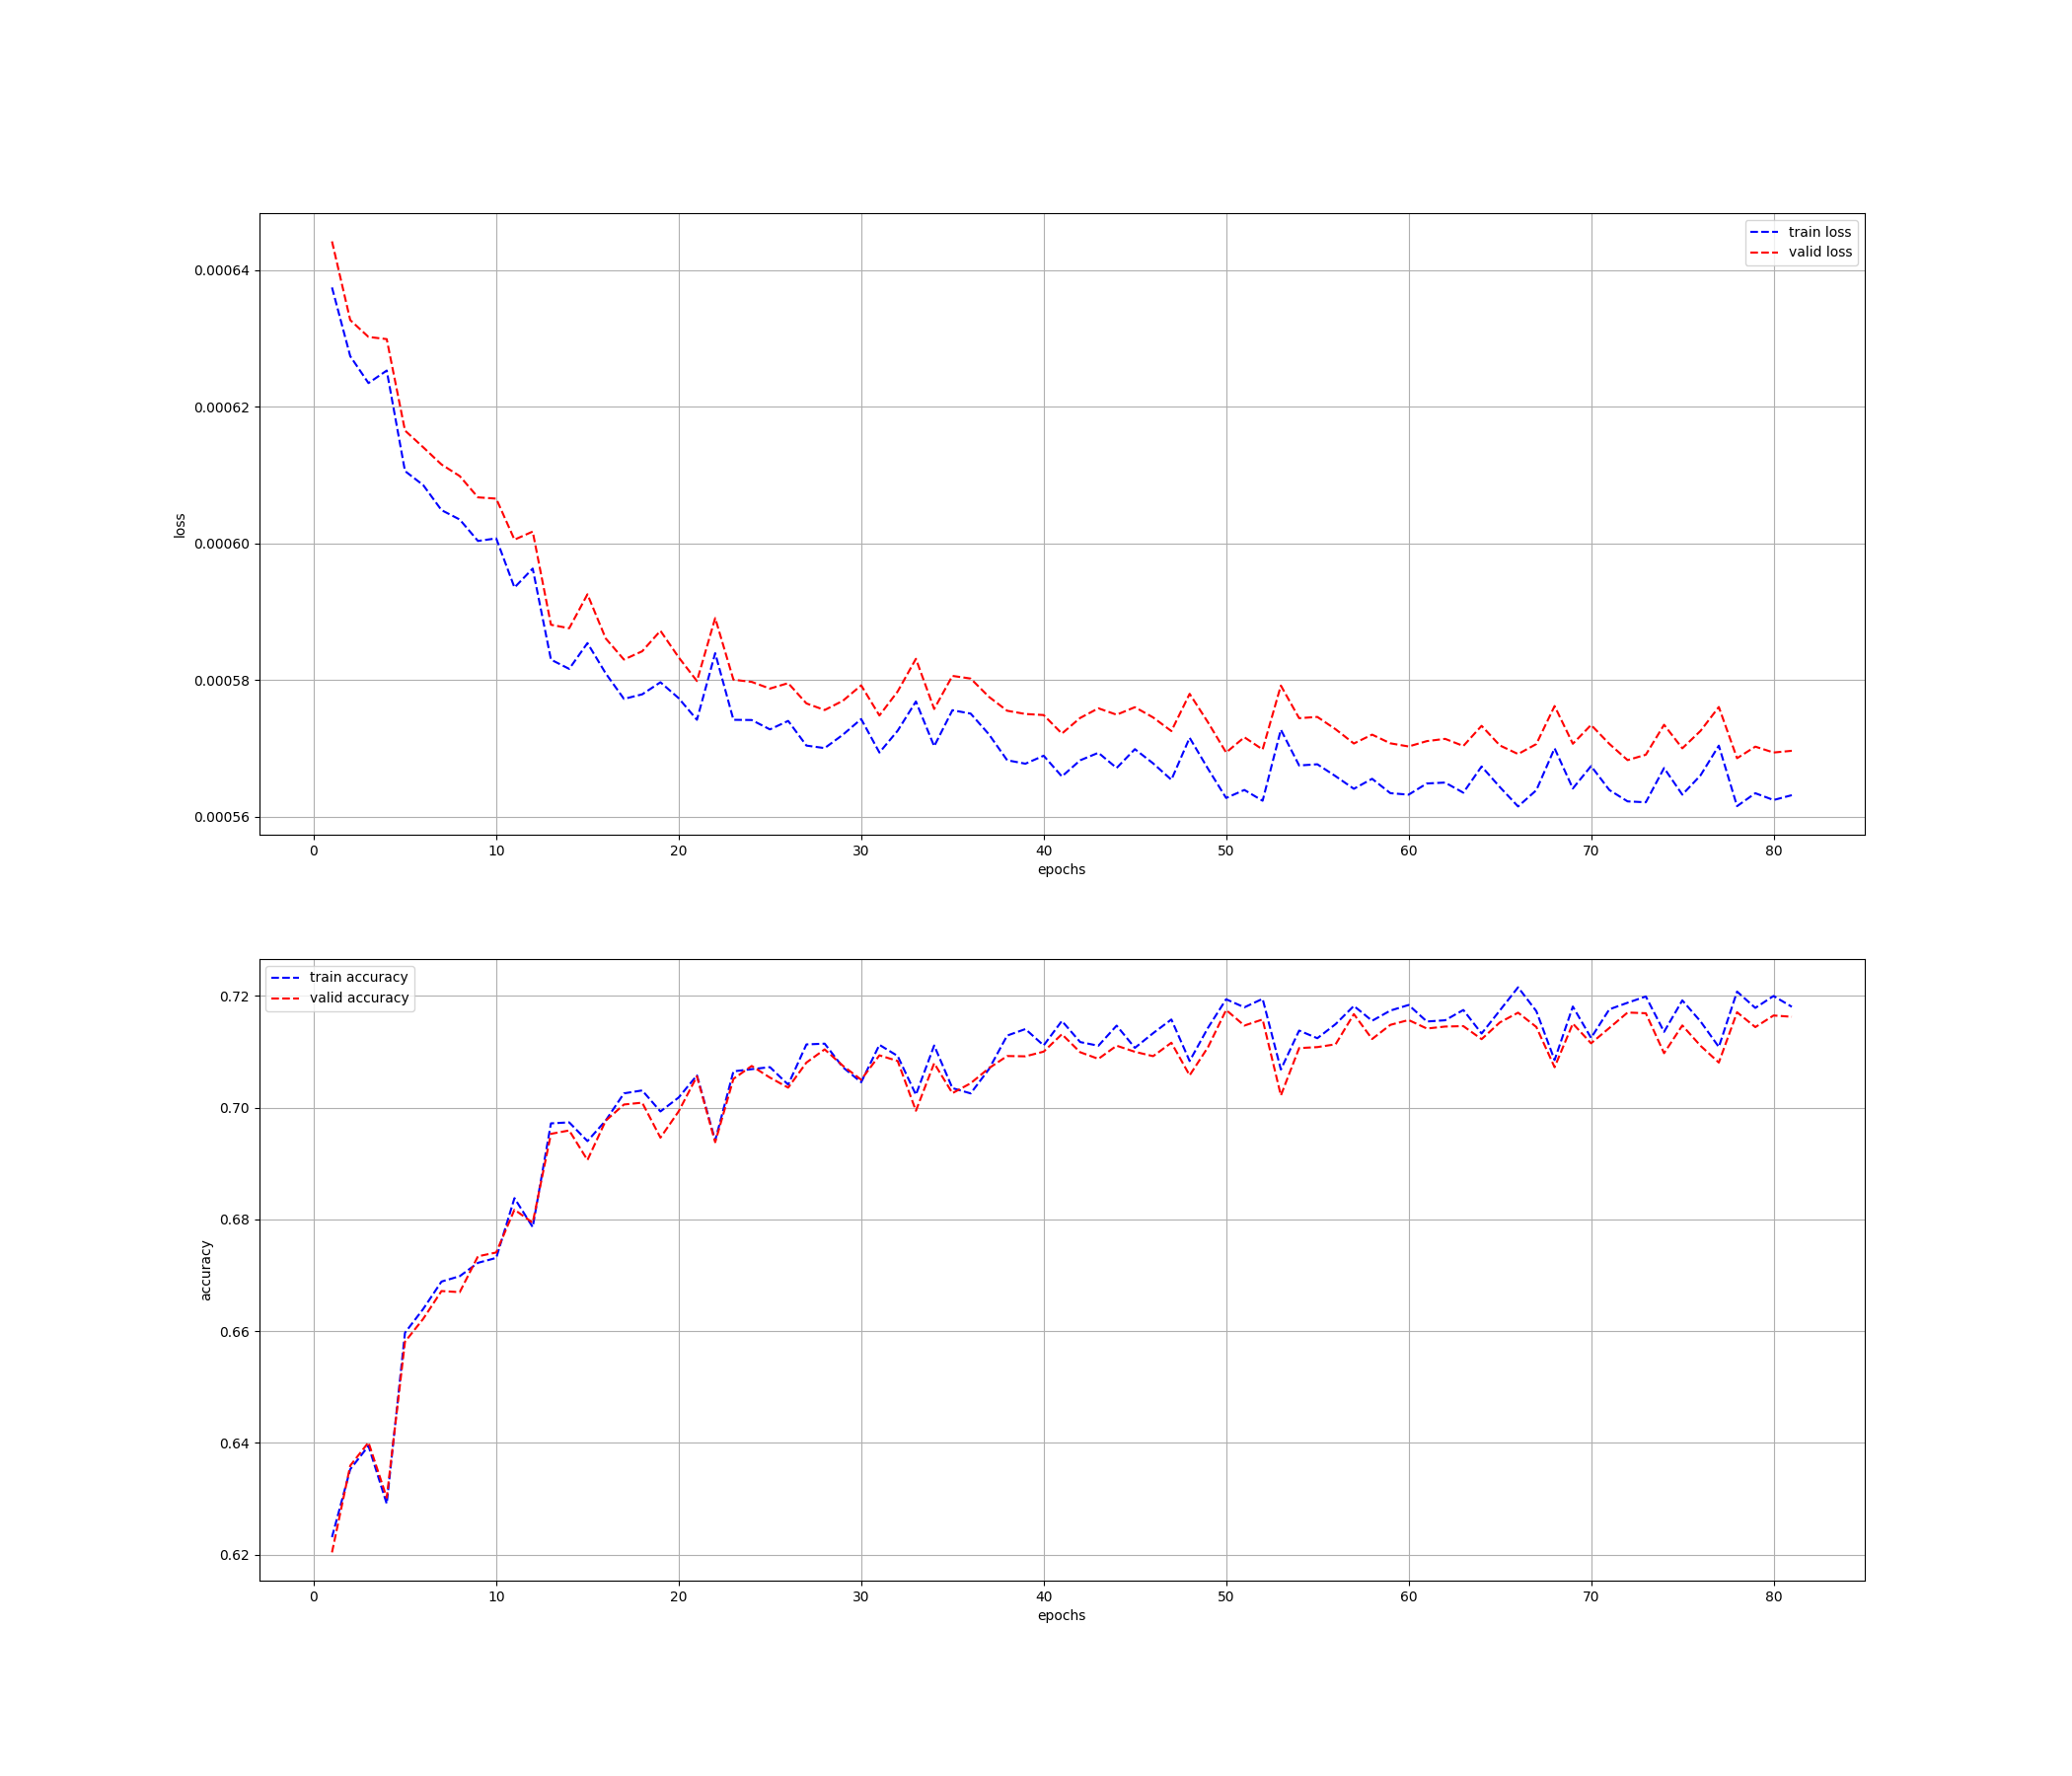 train loss
valid loss
0.00064
0.00062
0.00060
0.00058
0.00056
loss
0 10 20 30 40 50 60 70 80
epochs
train accuracy
valid accuracy
0.72
0.70
0.68
0.66
0.64
0.62
accuracy
0 10 20 30 40 50 60 70 80
epochs